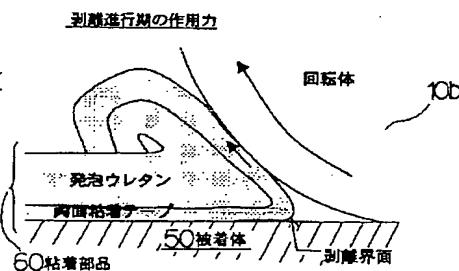 剥離進行期の作用力
回転体
10b
発泡ウレタン
両面粘着テープ
50被着体
剥離界面
60粘着部品